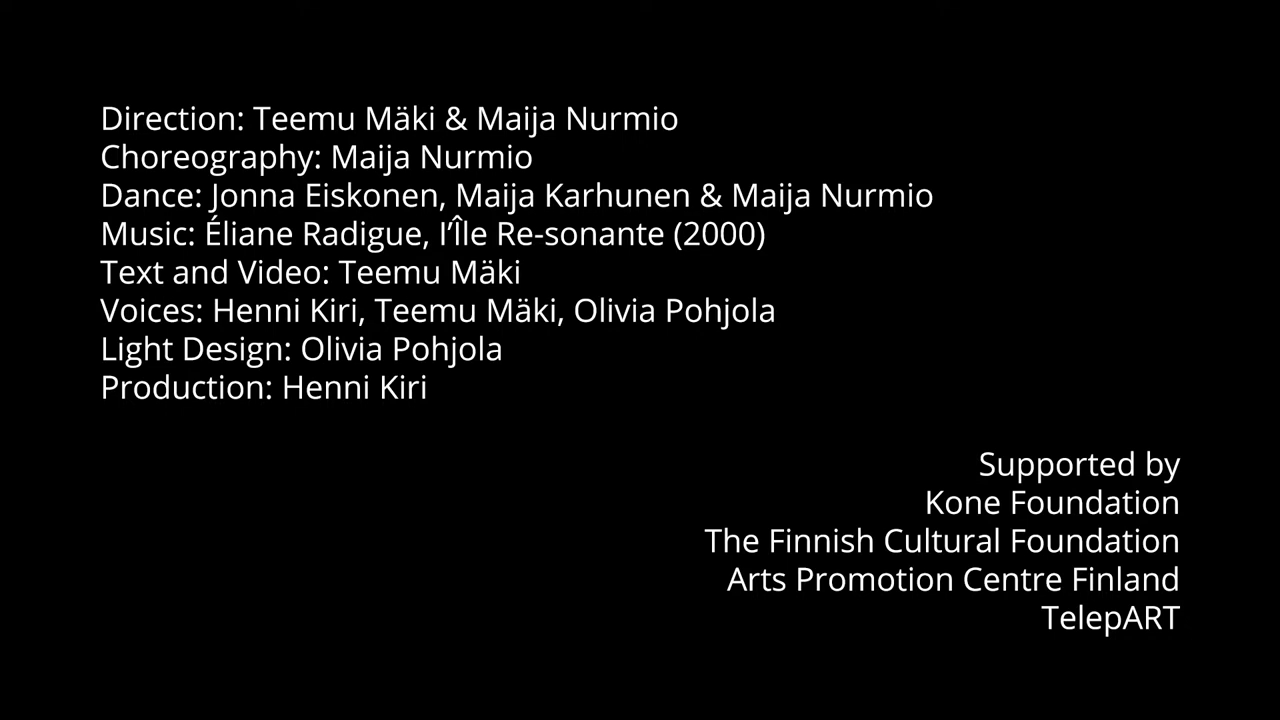 Direction: Teemu Mäki & Maija Nurmio
Choreography: Maija Nurmio
Dance: Jonna Eiskonen, Maija Karhunen & Maija Nurmio
Music: Éliane Radigue, I’Île Re-sonante (2000)
Text and Video: Teemu Mäki
Voices: Henni Kiri, Teemu Mäki, Olivia Pohjola
Light Design: Olivia Pohjola
Production: Henni Kiri
Supported by
Kone Foundation
The Finnish Cultural Foundation
Arts Promotion Centre Finland
TelepART